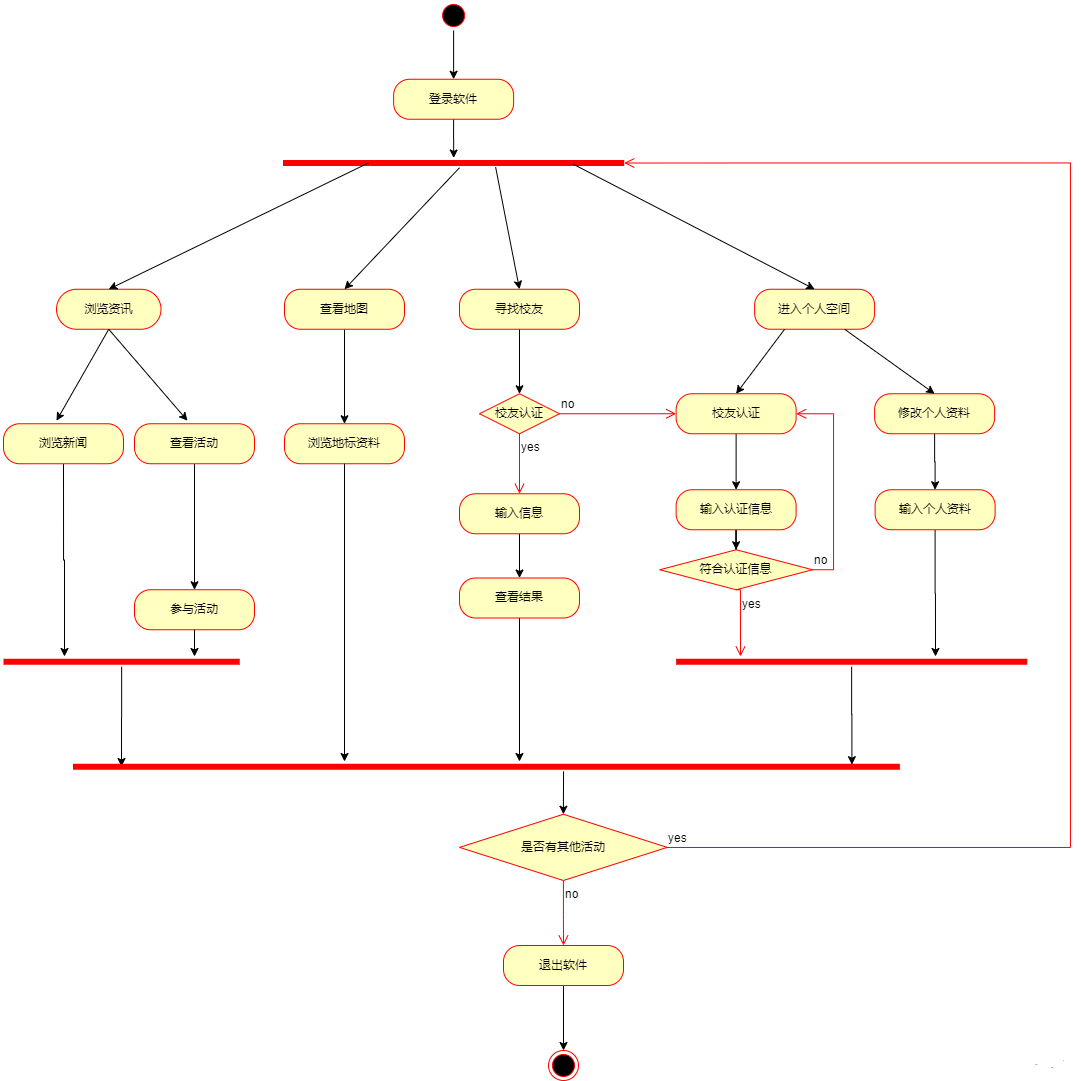 登录软件
浏览资讯
查看地图
寻找校友
进入个人空间
校友认证
no
校友认证
修改个人资料
浏览新闻
查看活动
浏览地标资料
yes
输入信息
输入认证信息
输入个人资料
符合认证信息
no
查看结果
yes
参与活动
是否有其他活动
yes
no
退出软件